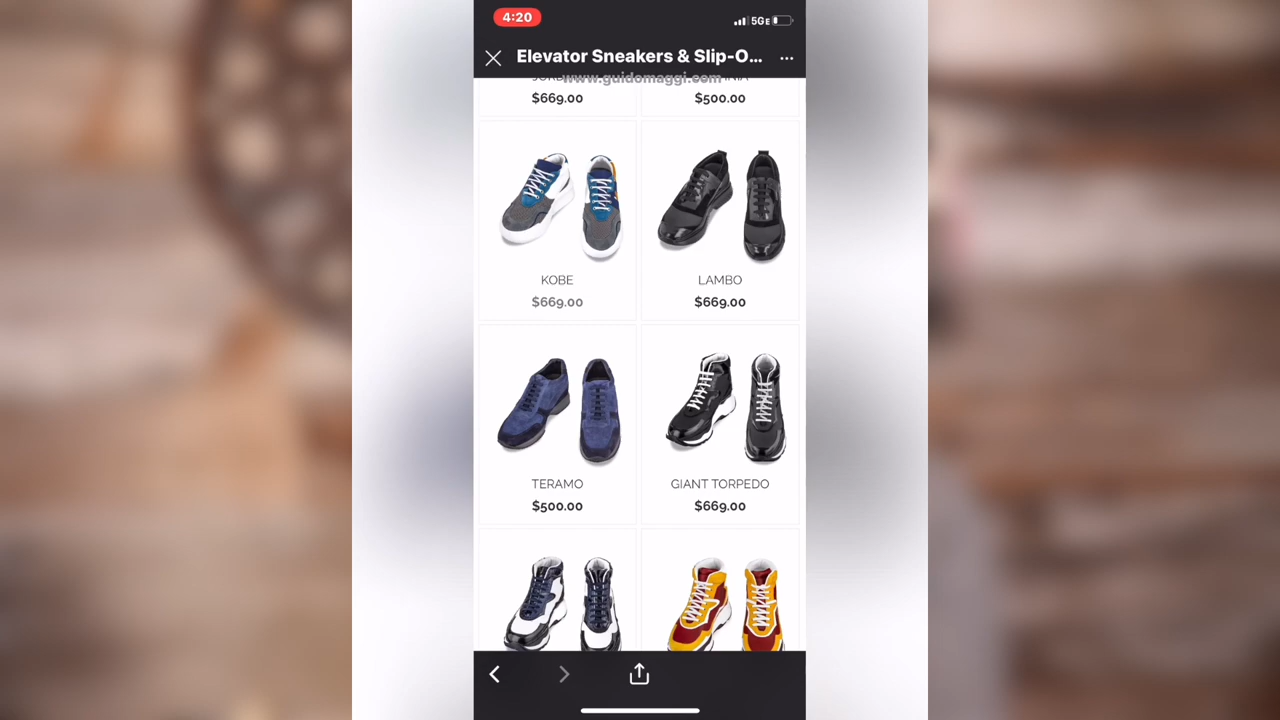 4:20
5GE
Elevator Sneakers & Slip-O...
www.guidomaggi.com
$669.00
$500.00
KOBE
$669.00
LAMBO
$669.00
TERAMO
$500.00
GIANT TORPEDO
$669.00